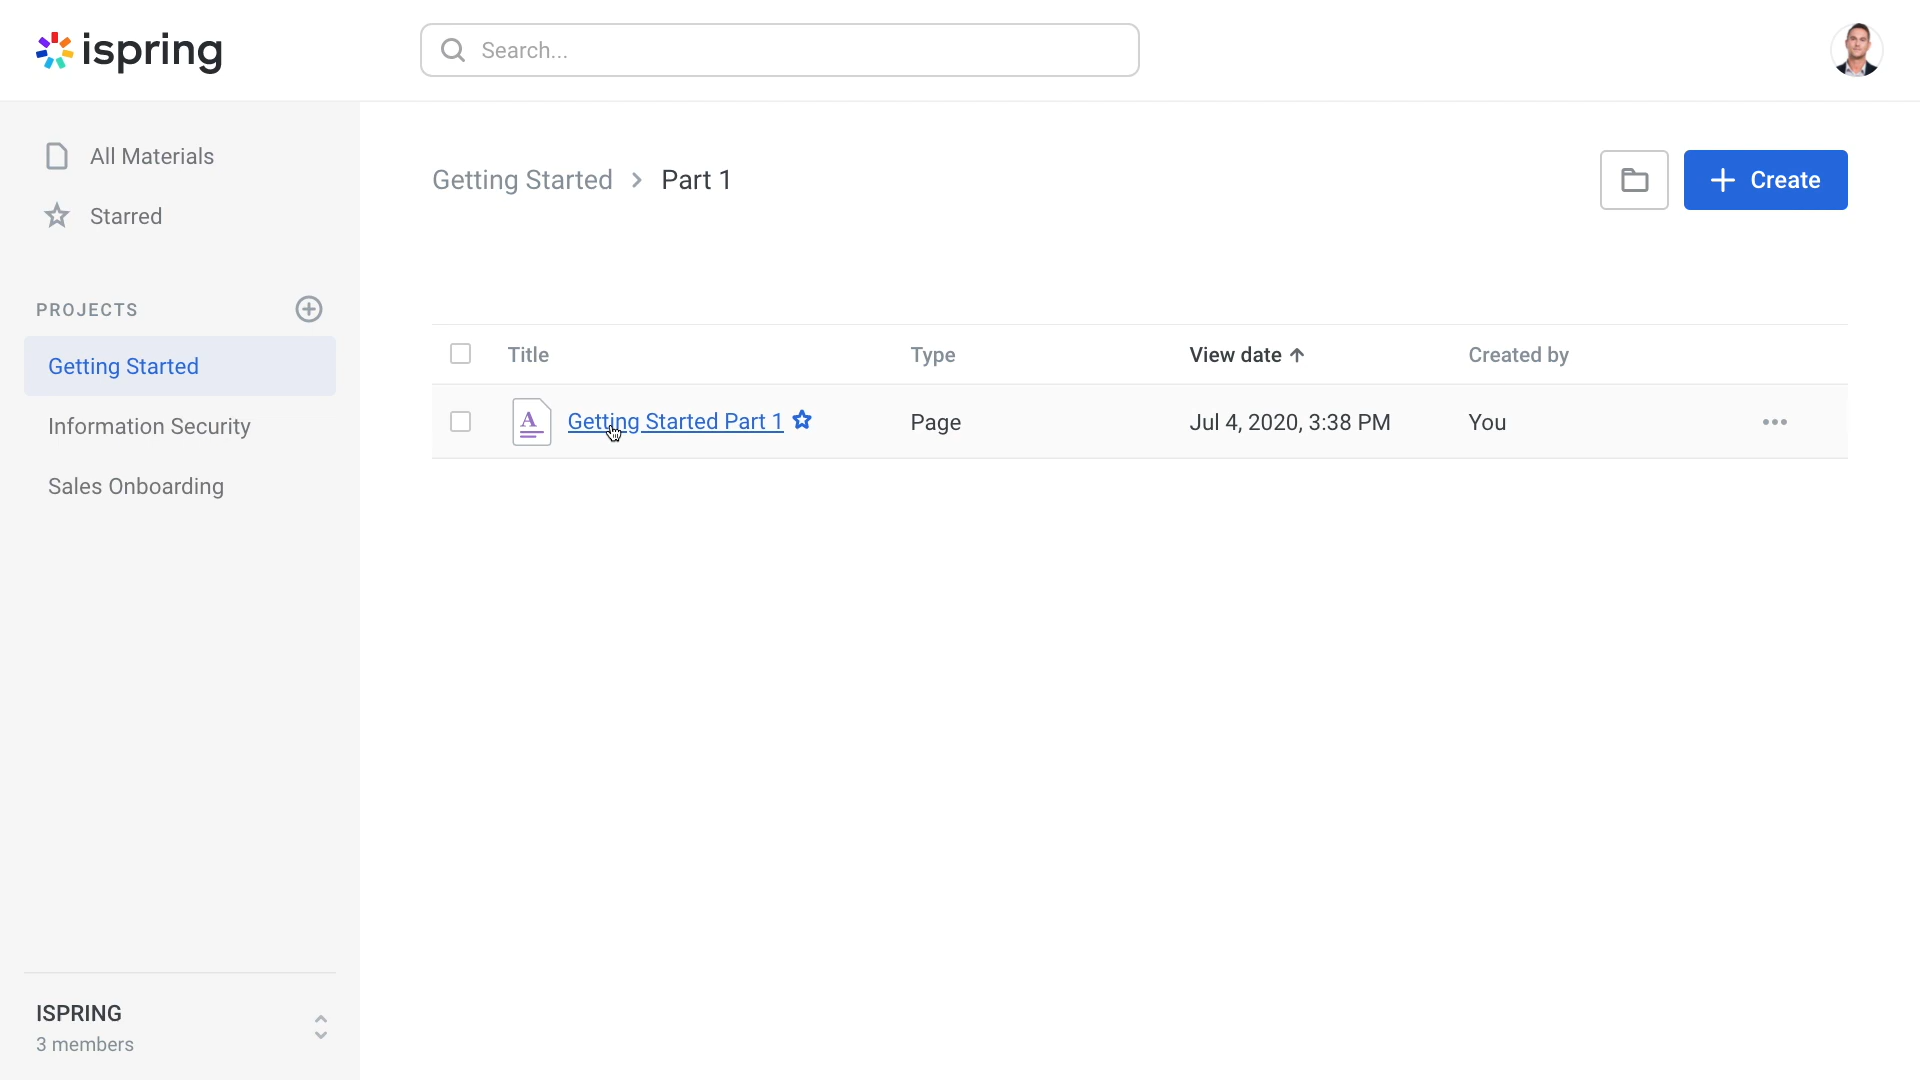 ispring
Search...
All Materials
Starred
PROJECTS
Getting Started
Information Security
Sales Onboarding
Getting Started > Part 1
Create
Title Type View date ↑ Created by
A Getting Started Part 1 Page Jul 4, 2020, 3:38 PM You
ISPRING
3 members